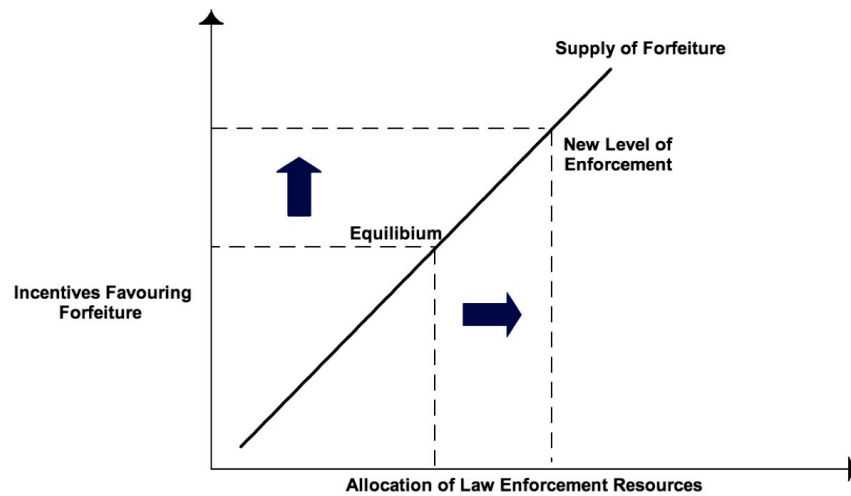 Supply of Forfeiture
New Level of
Enforcement
Equilibium
Incentives Favouring
Forfeiture
Allocation of Law Enforcement Resources